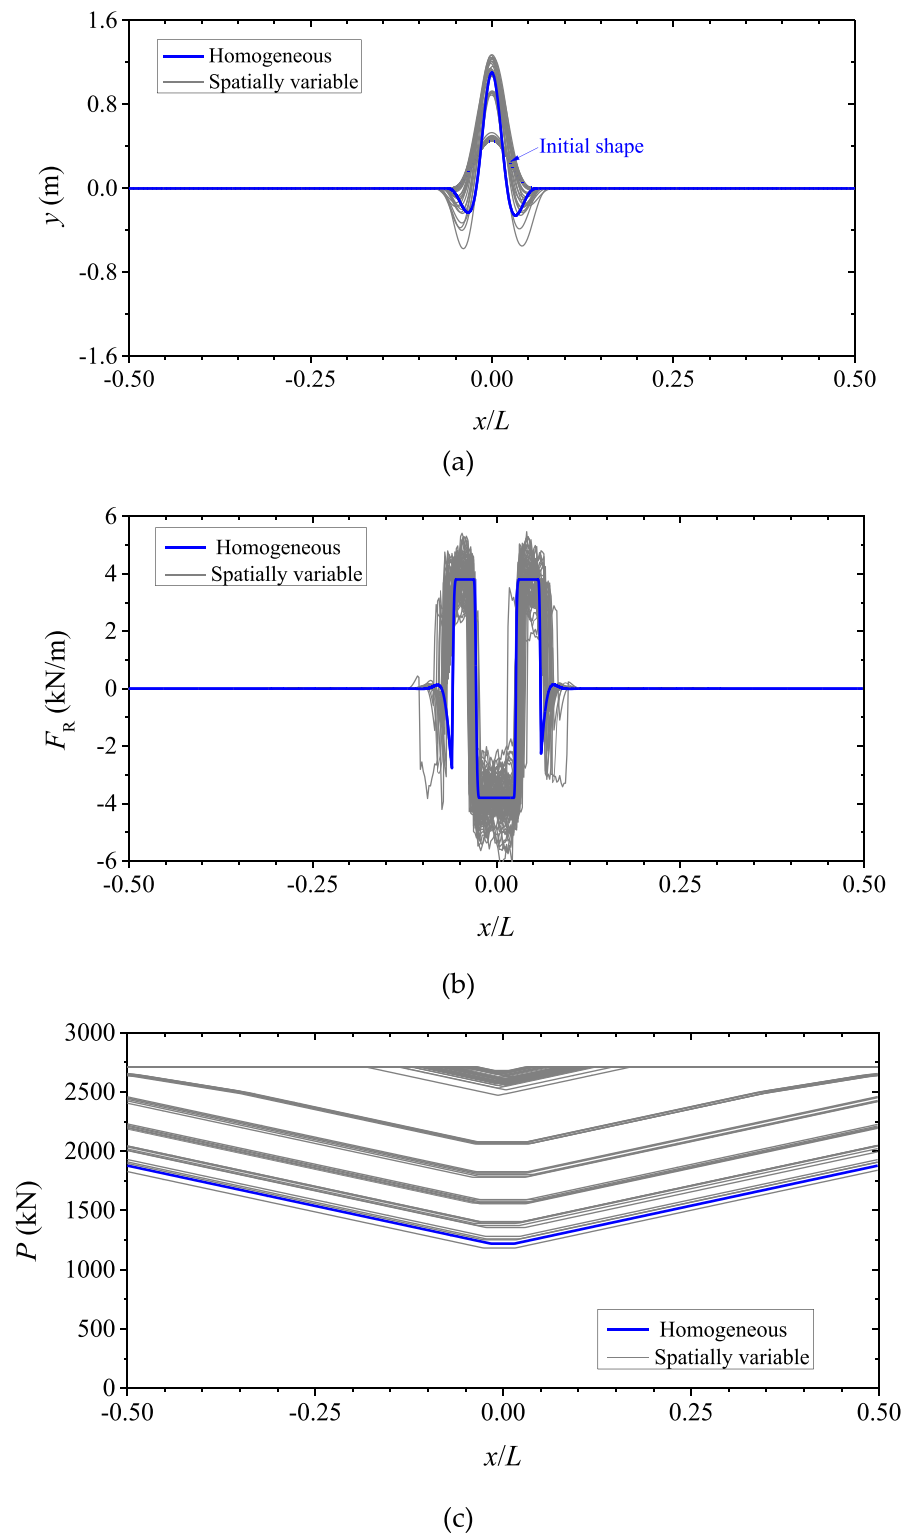 1.6
Homogeneous
Spatially variable
0.8
Initial shape
0.0
y (m)
-0.8
-1.6
-0.50 -0.25 0.00 0.25 0.50
x/L
(a)
6
Homogeneous
Spatially variable
4
2
0
F_R (kN/m)
-2
-4
-6
-0.50 -0.25 0.00 0.25 0.50
x/L
(b)
3000
2500
2000
1500
P (kN)
1000
500
Homogeneous
Spatially variable
0
-0.50 -0.25 0.00 0.25 0.50
x/L
(c)